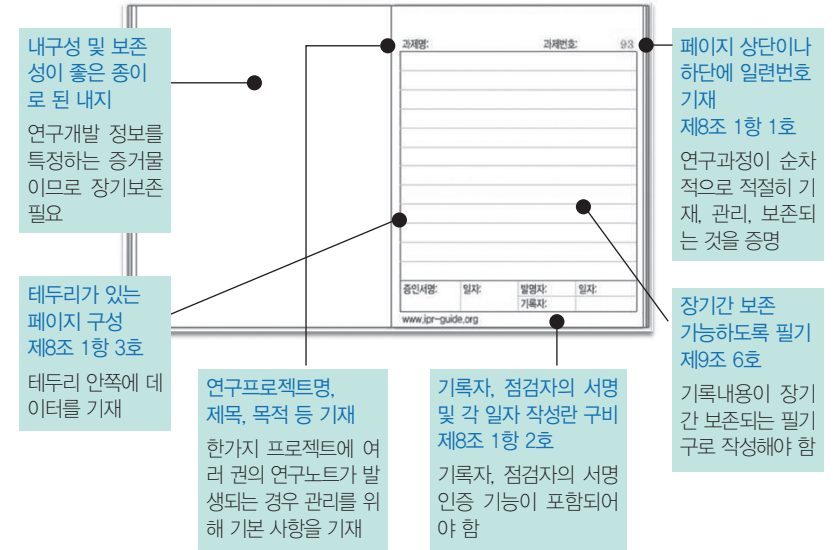 내구성 및 보존
성이 좋은 종이
로 된 내지
연구개발 정보를
특정하는 증거물
이므로 장기보존
필요
테두리가 있는
페이지 구성
제8조 1항 3호
테두리 안쪽에 데
이터를 기재
과제명: 과제번호: 93
증인서명: 일자: 발명자: 일자:
기록자:
www.ipr-guide.org
연구프로젝트명,
제목, 목적 등 기재
한가지 프로젝트에 여
러 권의 연구노트가 발
생되는 경우 관리를 위
해 기본 사항을 기재
기록자, 점검자의 서명
및 각 일자 작성란 구비
제8조 1항 2호
기록자, 점검자의 서명
인증 기능이 포함되어
야 함
페이지 상단이나
하단에 일련번호
기재
제8조 1항 1호
연구과정이 순차
적으로 적절히 기
재, 관리, 보존되
는 것을 증명
장기간 보존
가능하도록 필기
제9조 6호
기록내용이 장기
간 보존되는 필기
구로 작성해야 함